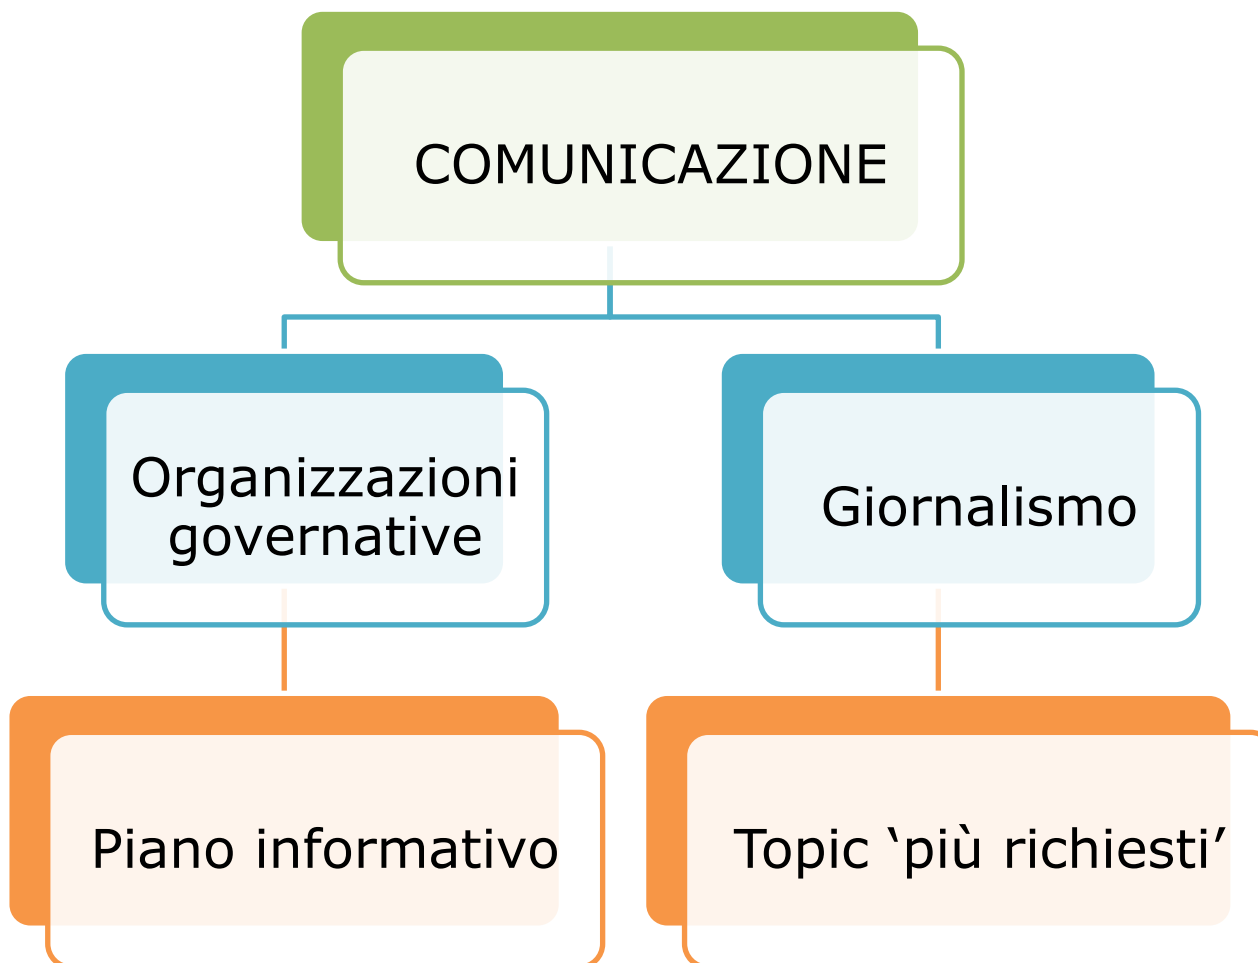 COMUNICAZIONE
Organizzazioni
governative
Giornalismo
Piano informativo
Topic ‘più richiesti’